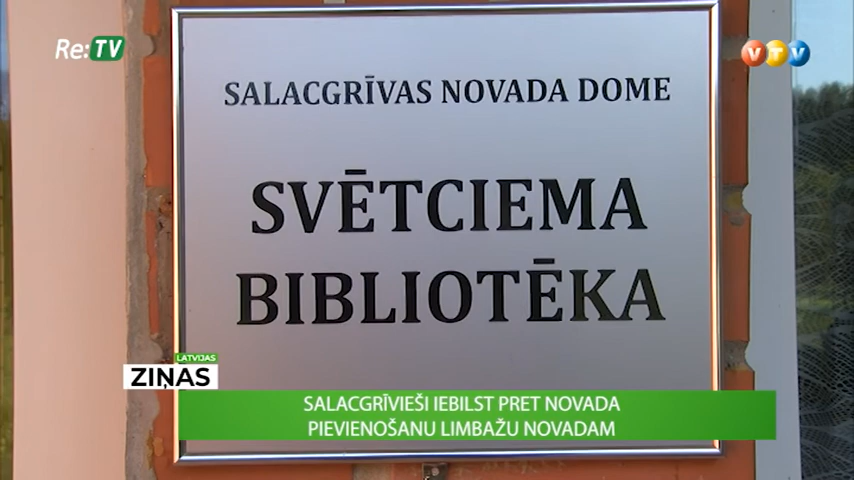 Re:TV
VTV
SALACGRĪVAS NOVADA DOME
SVĒTCIEMA
BIBLIOTĒKA
LATVIJAS
ZIŅAS
SALACGRĪVIEŠI IEBILST PRET NOVADA
PIEVIENOŠANU LIMBAŽU NOVADAM